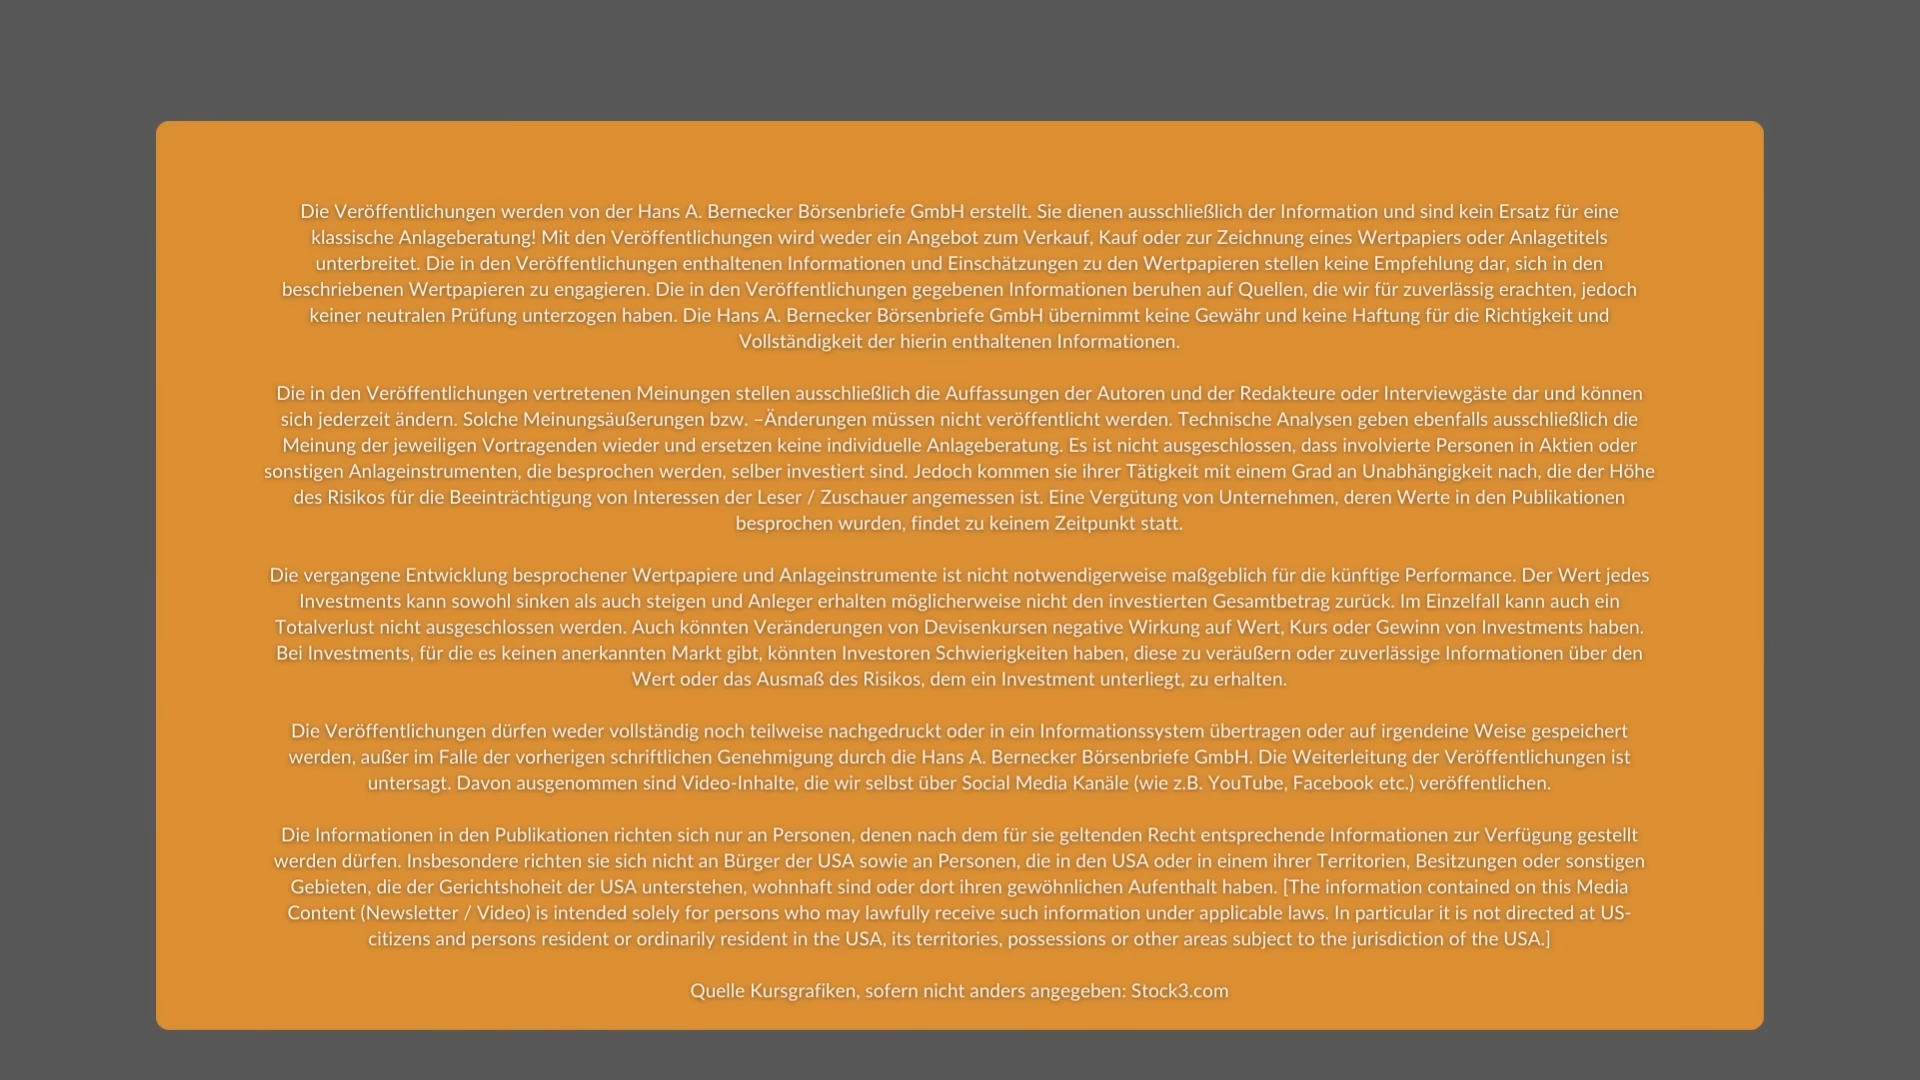 Die Veröffentlichungen werden von der Hans A. Bernecker Börsenbriefe GmbH erstellt. Sie dienen ausschließlich der Information und sind kein Ersatz für eine
klassische Anlageberatung! Mit den Veröffentlichungen wird weder ein Angebot zum Verkauf, Kauf oder zur Zeichnung eines Wertpapiers oder Anlagetitels
unterbreitet. Die in den Veröffentlichungen enthaltenen Informationen und Einschätzungen zu den Wertpapieren stellen keine Empfehlung dar, sich in den
beschriebenen Wertpapieren zu engagieren. Die in den Veröffentlichungen gegebenen Informationen beruhen auf Quellen, die wir für zuverlässig erachten, jedoch
keiner neutralen Prüfung unterzogen haben. Die Hans A. Bernecker Börsenbriefe GmbH übernimmt keine Gewähr und keine Haftung für die Richtigkeit und
Vollständigkeit der hierin enthaltenen Informationen.
Die in den Veröffentlichungen vertretenen Meinungen stellen ausschließlich die Auffassungen der Autoren und der Redakteure oder Interviewgäste dar und können
sich jederzeit ändern. Solche Meinungsäußerungen bzw. –Änderungen müssen nicht veröffentlicht werden. Technische Analysen geben ebenfalls ausschließlich die
Meinung der jeweiligen Vortragenden wieder und ersetzen keine individuelle Anlageberatung. Es ist nicht ausgeschlossen, dass involvierte Personen in Aktien oder
sonstigen Anlageinstrumenten, die besprochen werden, selber investiert sind. Jedoch kommen sie ihrer Tätigkeit mit einem Grad an Unabhängigkeit nach, die der Höhe
des Risikos für die Beeinträchtigung von Interessen der Leser / Zuschauer angemessen ist. Eine Vergütung von Unternehmen, deren Werte in den Publikationen
besprochen wurden, findet zu keinem Zeitpunkt statt.
Die vergangene Entwicklung besprochener Wertpapiere und Anlageinstrumente ist nicht notwendigerweise maßgeblich für die künftige Performance. Der Wert jedes
Investments kann sowohl sinken als auch steigen und Anleger erhalten möglicherweise nicht den investierten Gesamtbetrag zurück. Im Einzelfall kann auch ein
Totalverlust nicht ausgeschlossen werden. Auch könnten Veränderungen von Devisenkursen negative Wirkung auf Wert, Kurs oder Gewinn von Investments haben.
Bei Investments, für die es keinen anerkannten Markt gibt, könnten Investoren Schwierigkeiten haben, diese zu veräußern oder zuverlässige Informationen über den
Wert oder das Ausmaß des Risikos, dem ein Investment unterliegt, zu erhalten.
Die Veröffentlichungen dürfen weder vollständig noch teilweise nachgedruckt oder in ein Informationssystem übertragen oder auf irgendeine Weise gespeichert
werden, außer im Falle der vorherigen schriftlichen Genehmigung durch die Hans A. Bernecker Börsenbriefe GmbH. Die Weiterleitung der Veröffentlichungen ist
untersagt. Davon ausgenommen sind Video-Inhalte, die wir selbst über Social Media Kanäle (wie z.B. YouTube, Facebook etc.) veröffentlichen.
Die Informationen in den Publikationen richten sich nur an Personen, denen nach dem für sie geltenden Recht entsprechende Informationen zur Verfügung gestellt
werden dürfen. Insbesondere richten sie sich nicht an Bürger der USA sowie an Personen, die in den USA oder in einem ihrer Territorien, Besitzungen oder sonstigen
Gebieten, die der Gerichtshoheit der USA unterstehen, wohnhaft sind oder dort ihren gewöhnlichen Aufenthalt haben. [The information contained on this Media
Content (Newsletter / Video) is intended solely for persons who may lawfully receive such information under applicable laws. In particular it is not directed at US-
citizens and persons resident or ordinarily resident in the USA, its territories, possessions or other areas subject to the jurisdiction of the USA.]
Quelle Kursgrafiken, sofern nicht anders angegeben: Stock3.com